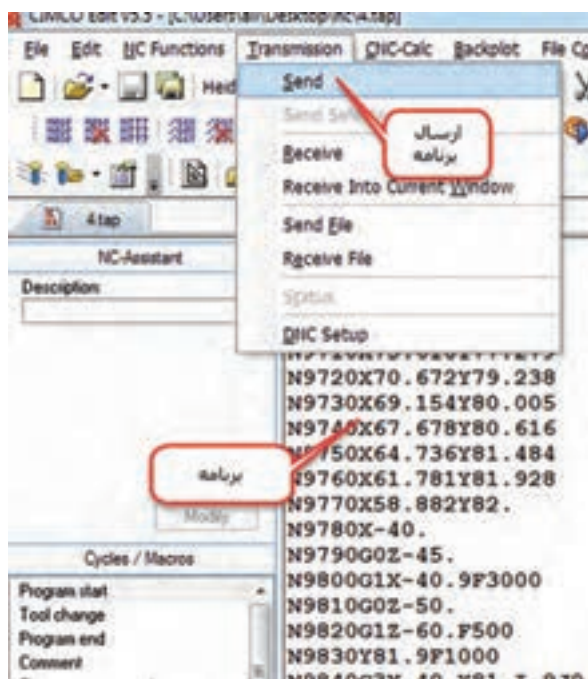 CIMCO Edit v5.5 - [C:\Users\ali\Desktop\nc\4.tap]
File Edit NC Functions Transmission CNC-Calc Backplot File
Send
ارسال
برنامه
Receive
Receive Into Current Window
Send File
Receive File
Status
DNC Setup
4.tap
NC-Assistant
Description
N9720X70.672Y79.238
N9730X69.154Y80.005
N9740X67.678Y80.616
N9750X64.736Y81.484
برنامه
N9760X61.781Y81.928
N9770X58.882Y82.
Modify
N9780X-40.
Cycles / Macros
N9790G0Z-45.
Program start
N9800G1X-40.9F3000
Tool change
N9810G0Z-50.
Program end
N9820G1Z-60.F500
Comment
N9830Y81.9F1000